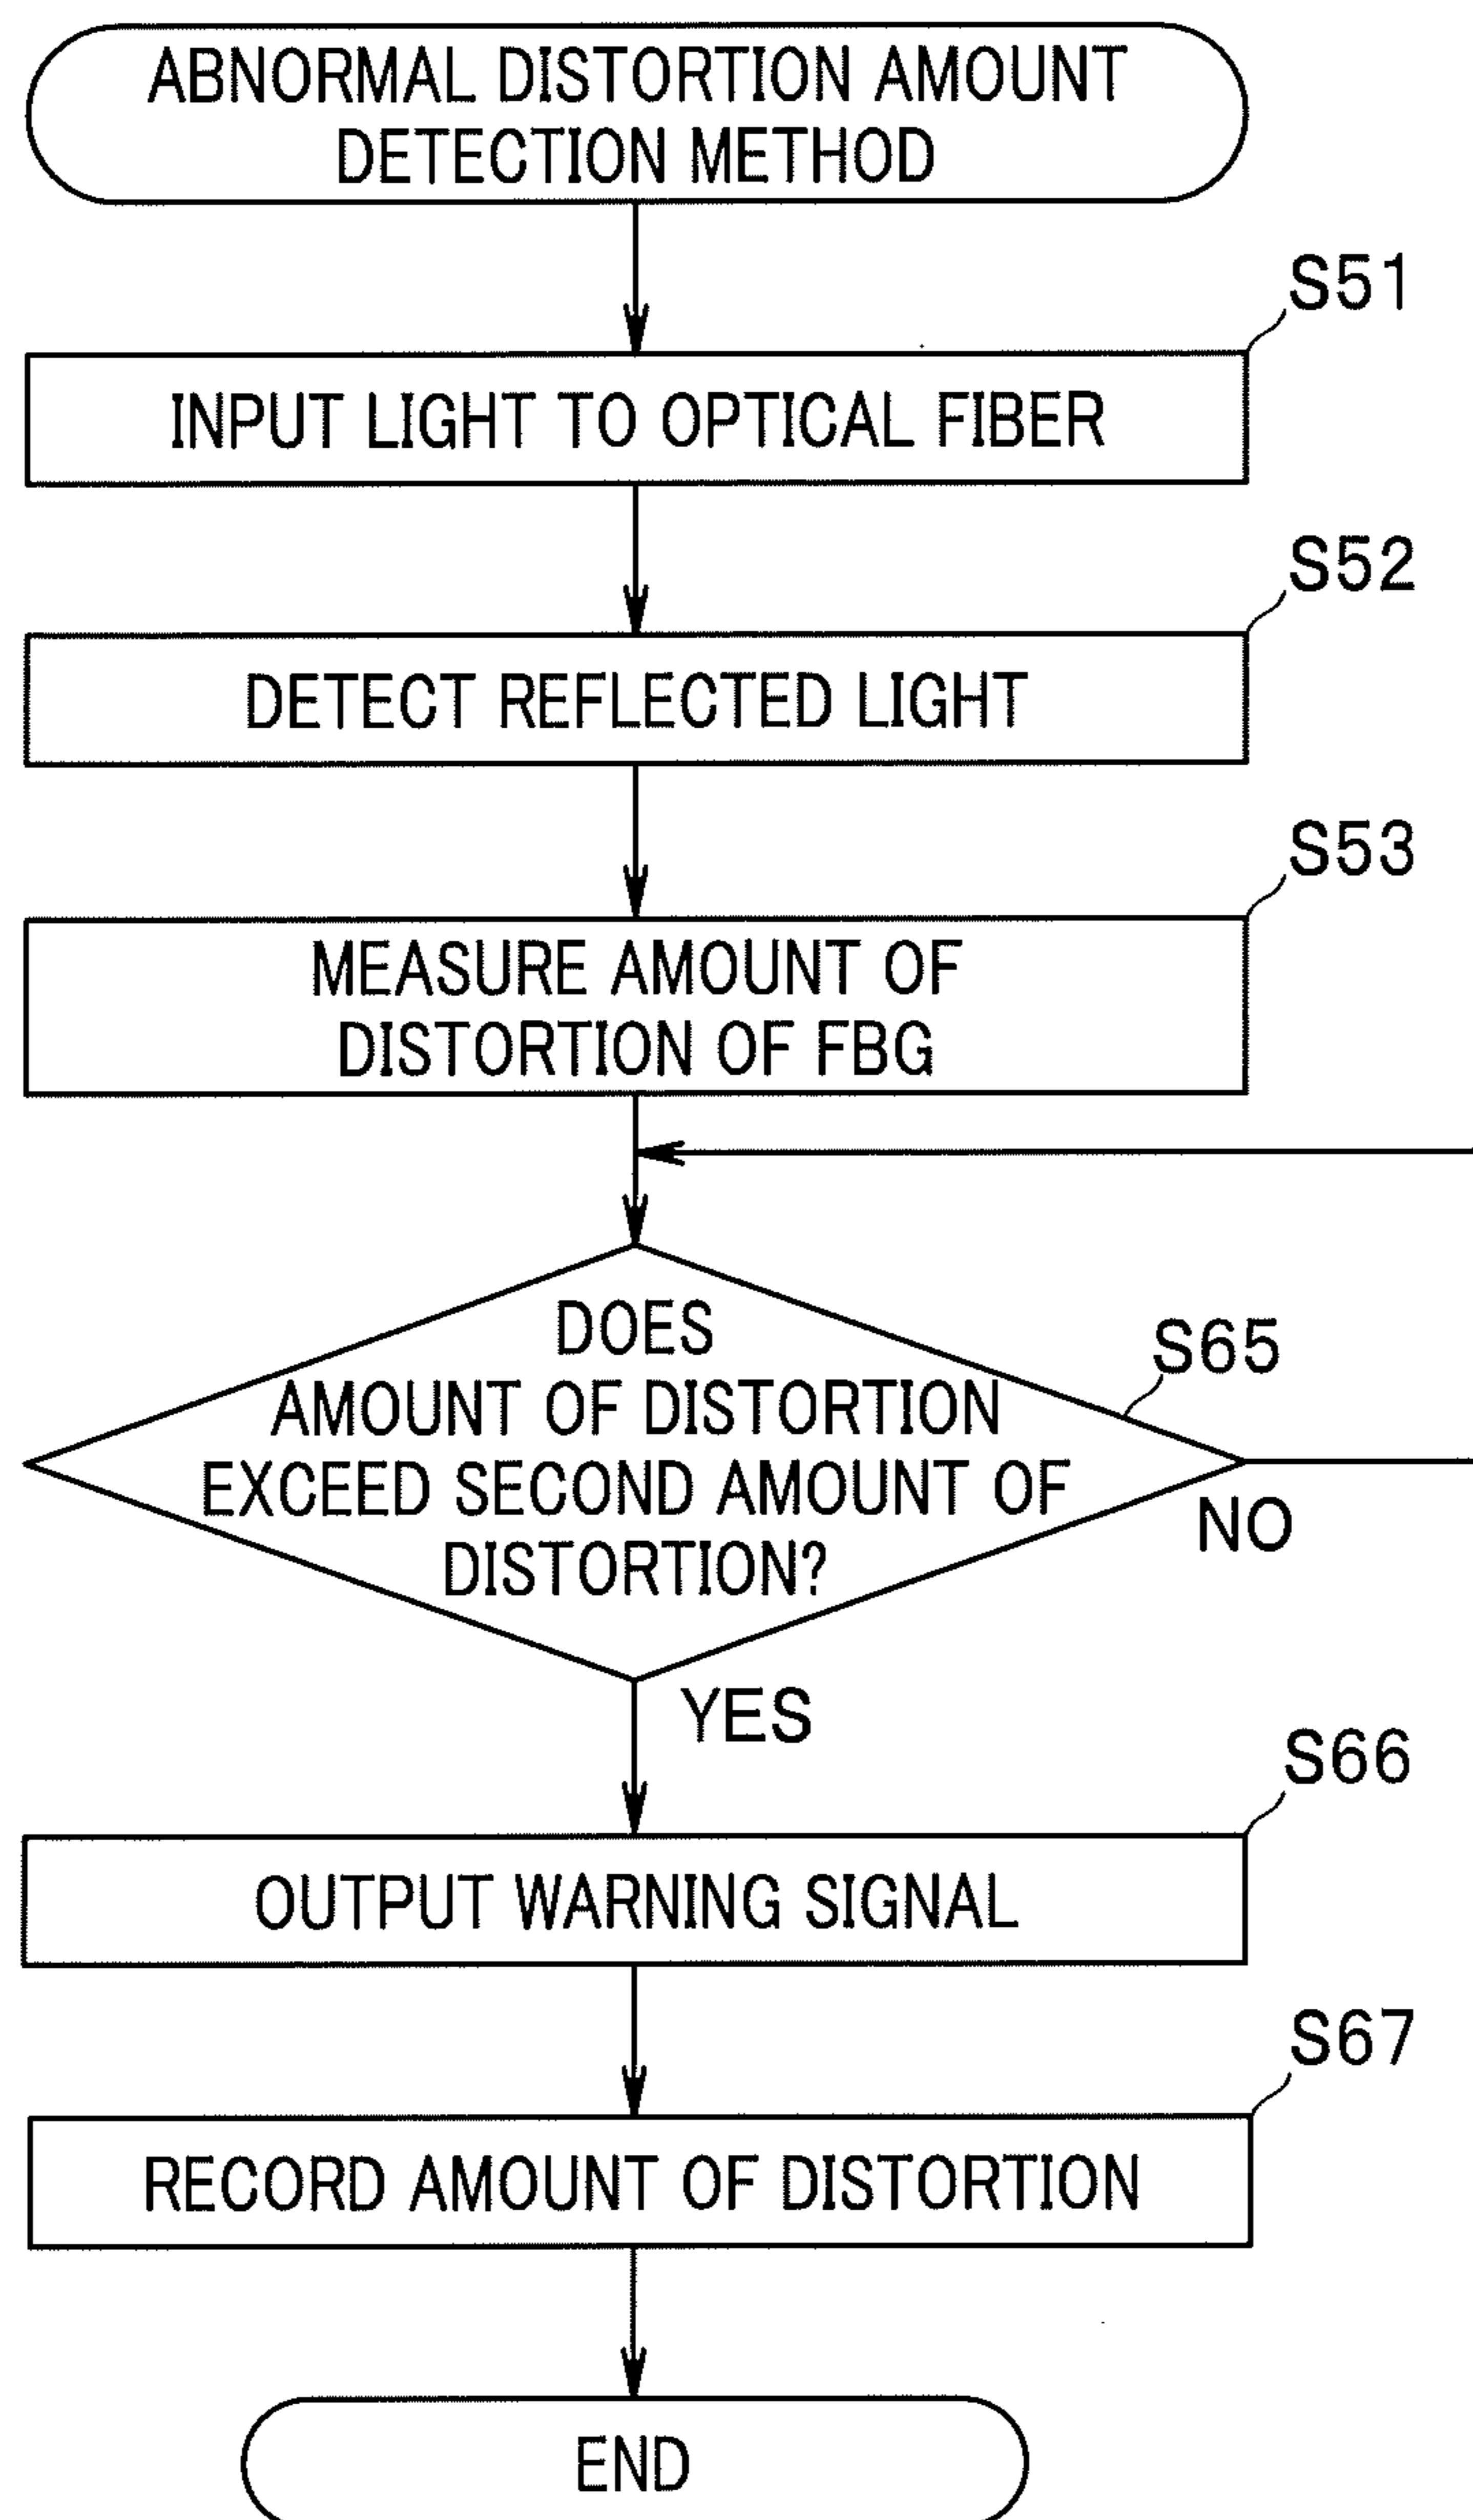 ABNORMAL DISTORTION AMOUNT
DETECTION METHOD
S51
INPUT LIGHT TO OPTICAL FIBER
S52
DETECT REFLECTED LIGHT
S53
MEASURE AMOUNT OF
DISTORTION OF FBG
DOES
S65
AMOUNT OF DISTORTION
EXCEED SECOND AMOUNT OF
DISTORTION?
NO
YES
S66
OUTPUT WARNING SIGNAL
S67
RECORD AMOUNT OF DISTORTION
END